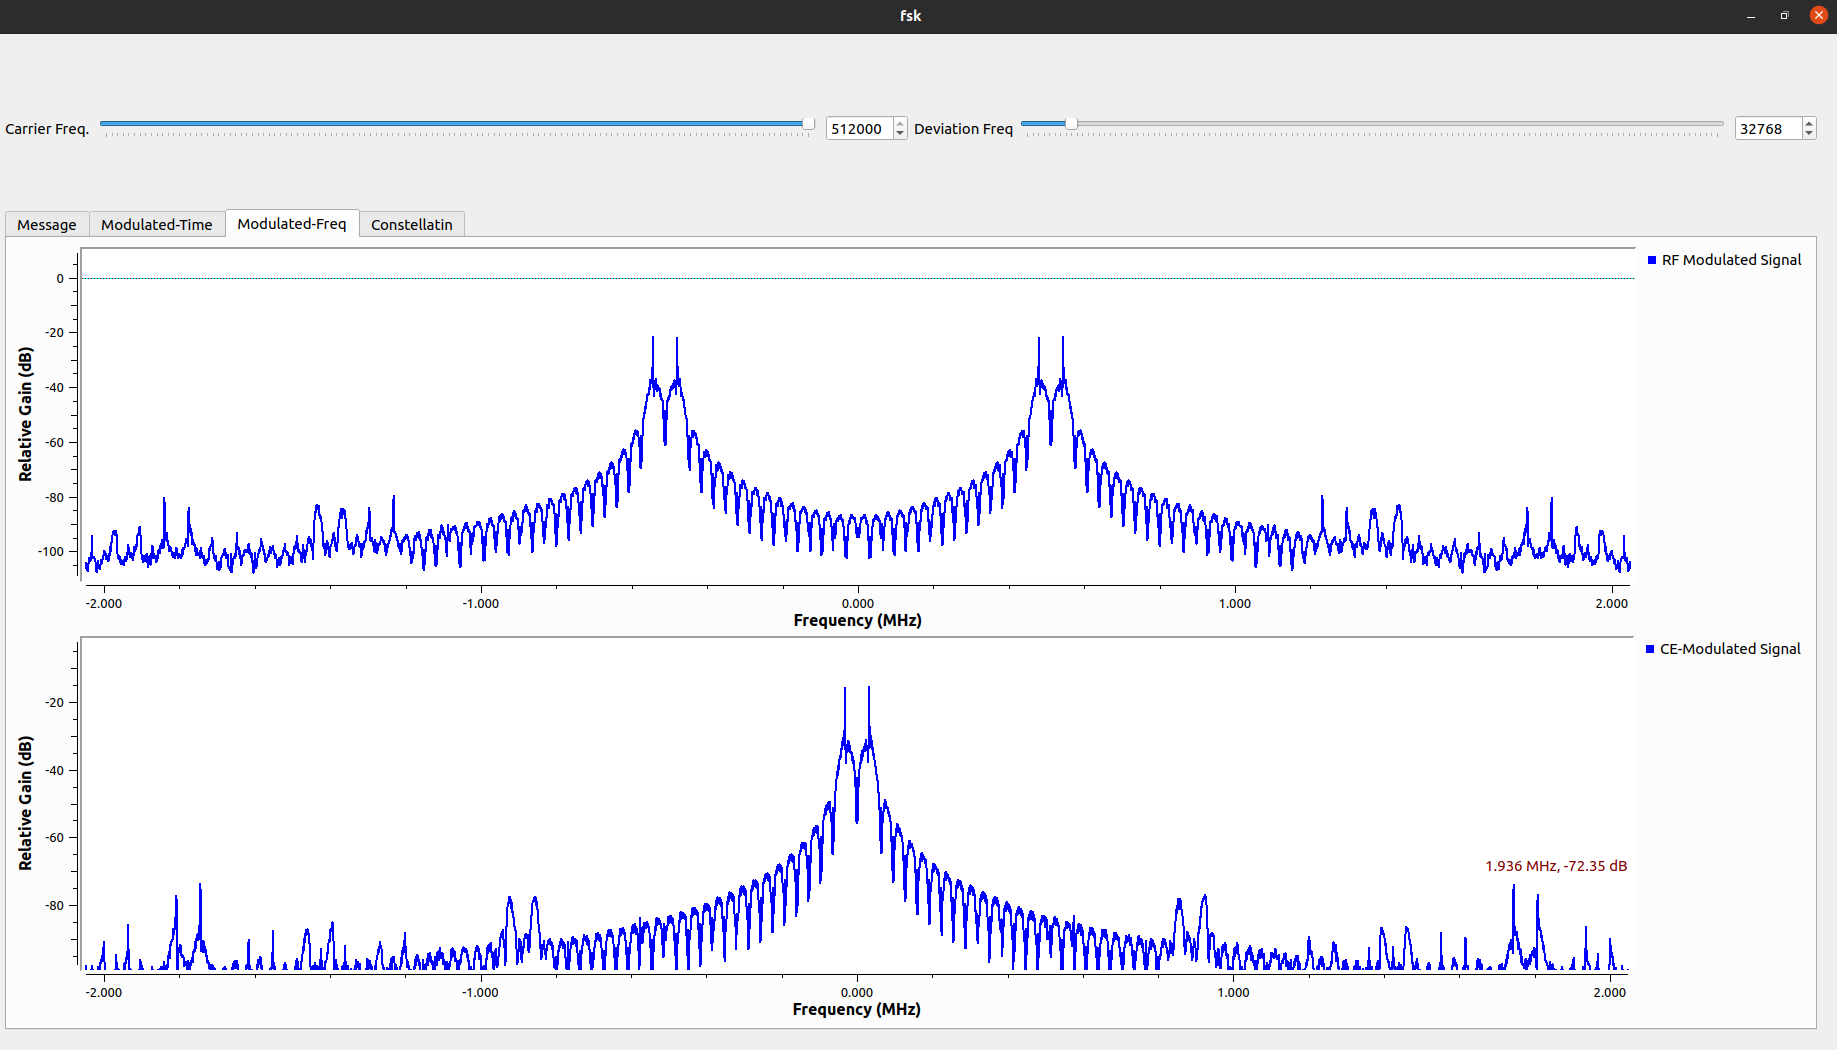 fsk
Carrier Freq. 512000 Deviation Freq 32768
Message Modulated-Time Modulated-Freq Constellatin
RF Modulated Signal
0
-20
-40
-60
-80
-100
Relative Gain (dB)
-2.000 -1.000 0.000 1.000 2.000
Frequency (MHz)
CE-Modulated Signal
-20
-40
-60
-80
Relative Gain (dB)
1.936 MHz, -72.35 dB
-2.000 -1.000 0.000 1.000 2.000
Frequency (MHz)